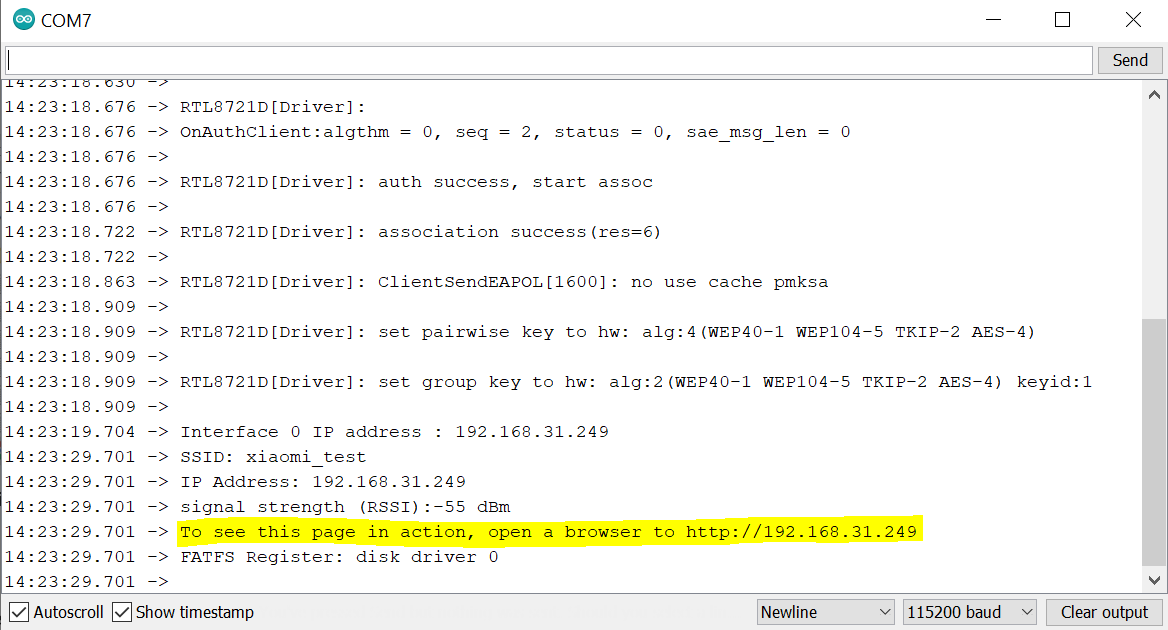 COM7
Send
14:23:18.630 ->
14:23:18.676 -> RTL8721D[Driver]:
14:23:18.676 -> OnAuthClient:algthm = 0, seq = 2, status = 0, sae_msg_len = 0
14:23:18.676 ->
14:23:18.676 -> RTL8721D[Driver]: auth success, start assoc
14:23:18.676 ->
14:23:18.722 -> RTL8721D[Driver]: association success(res=6)
14:23:18.722 ->
14:23:18.863 -> RTL8721D[Driver]: ClientSendEAPOL[1600]: no use cache pmksa
14:23:18.909 ->
14:23:18.909 -> RTL8721D[Driver]: set pairwise key to hw: alg:4(WEP40-1 WEP104-5 TKIP-2 AES-4)
14:23:18.909 ->
14:23:18.909 -> RTL8721D[Driver]: set group key to hw: alg:2(WEP40-1 WEP104-5 TKIP-2 AES-4) keyid:1
14:23:18.909 ->
14:23:19.704 -> Interface 0 IP address : 192.168.31.249
14:23:29.701 -> SSID: xiaomi_test
14:23:29.701 -> IP Address: 192.168.31.249
14:23:29.701 -> signal strength (RSSI):-55 dBm
14:23:29.701 -> To see this page in action, open a browser to http://192.168.31.249
14:23:29.701 -> FATFS Register: disk driver 0
14:23:29.701 ->
Autoscroll Show timestamp Newline 115200 baud Clear output